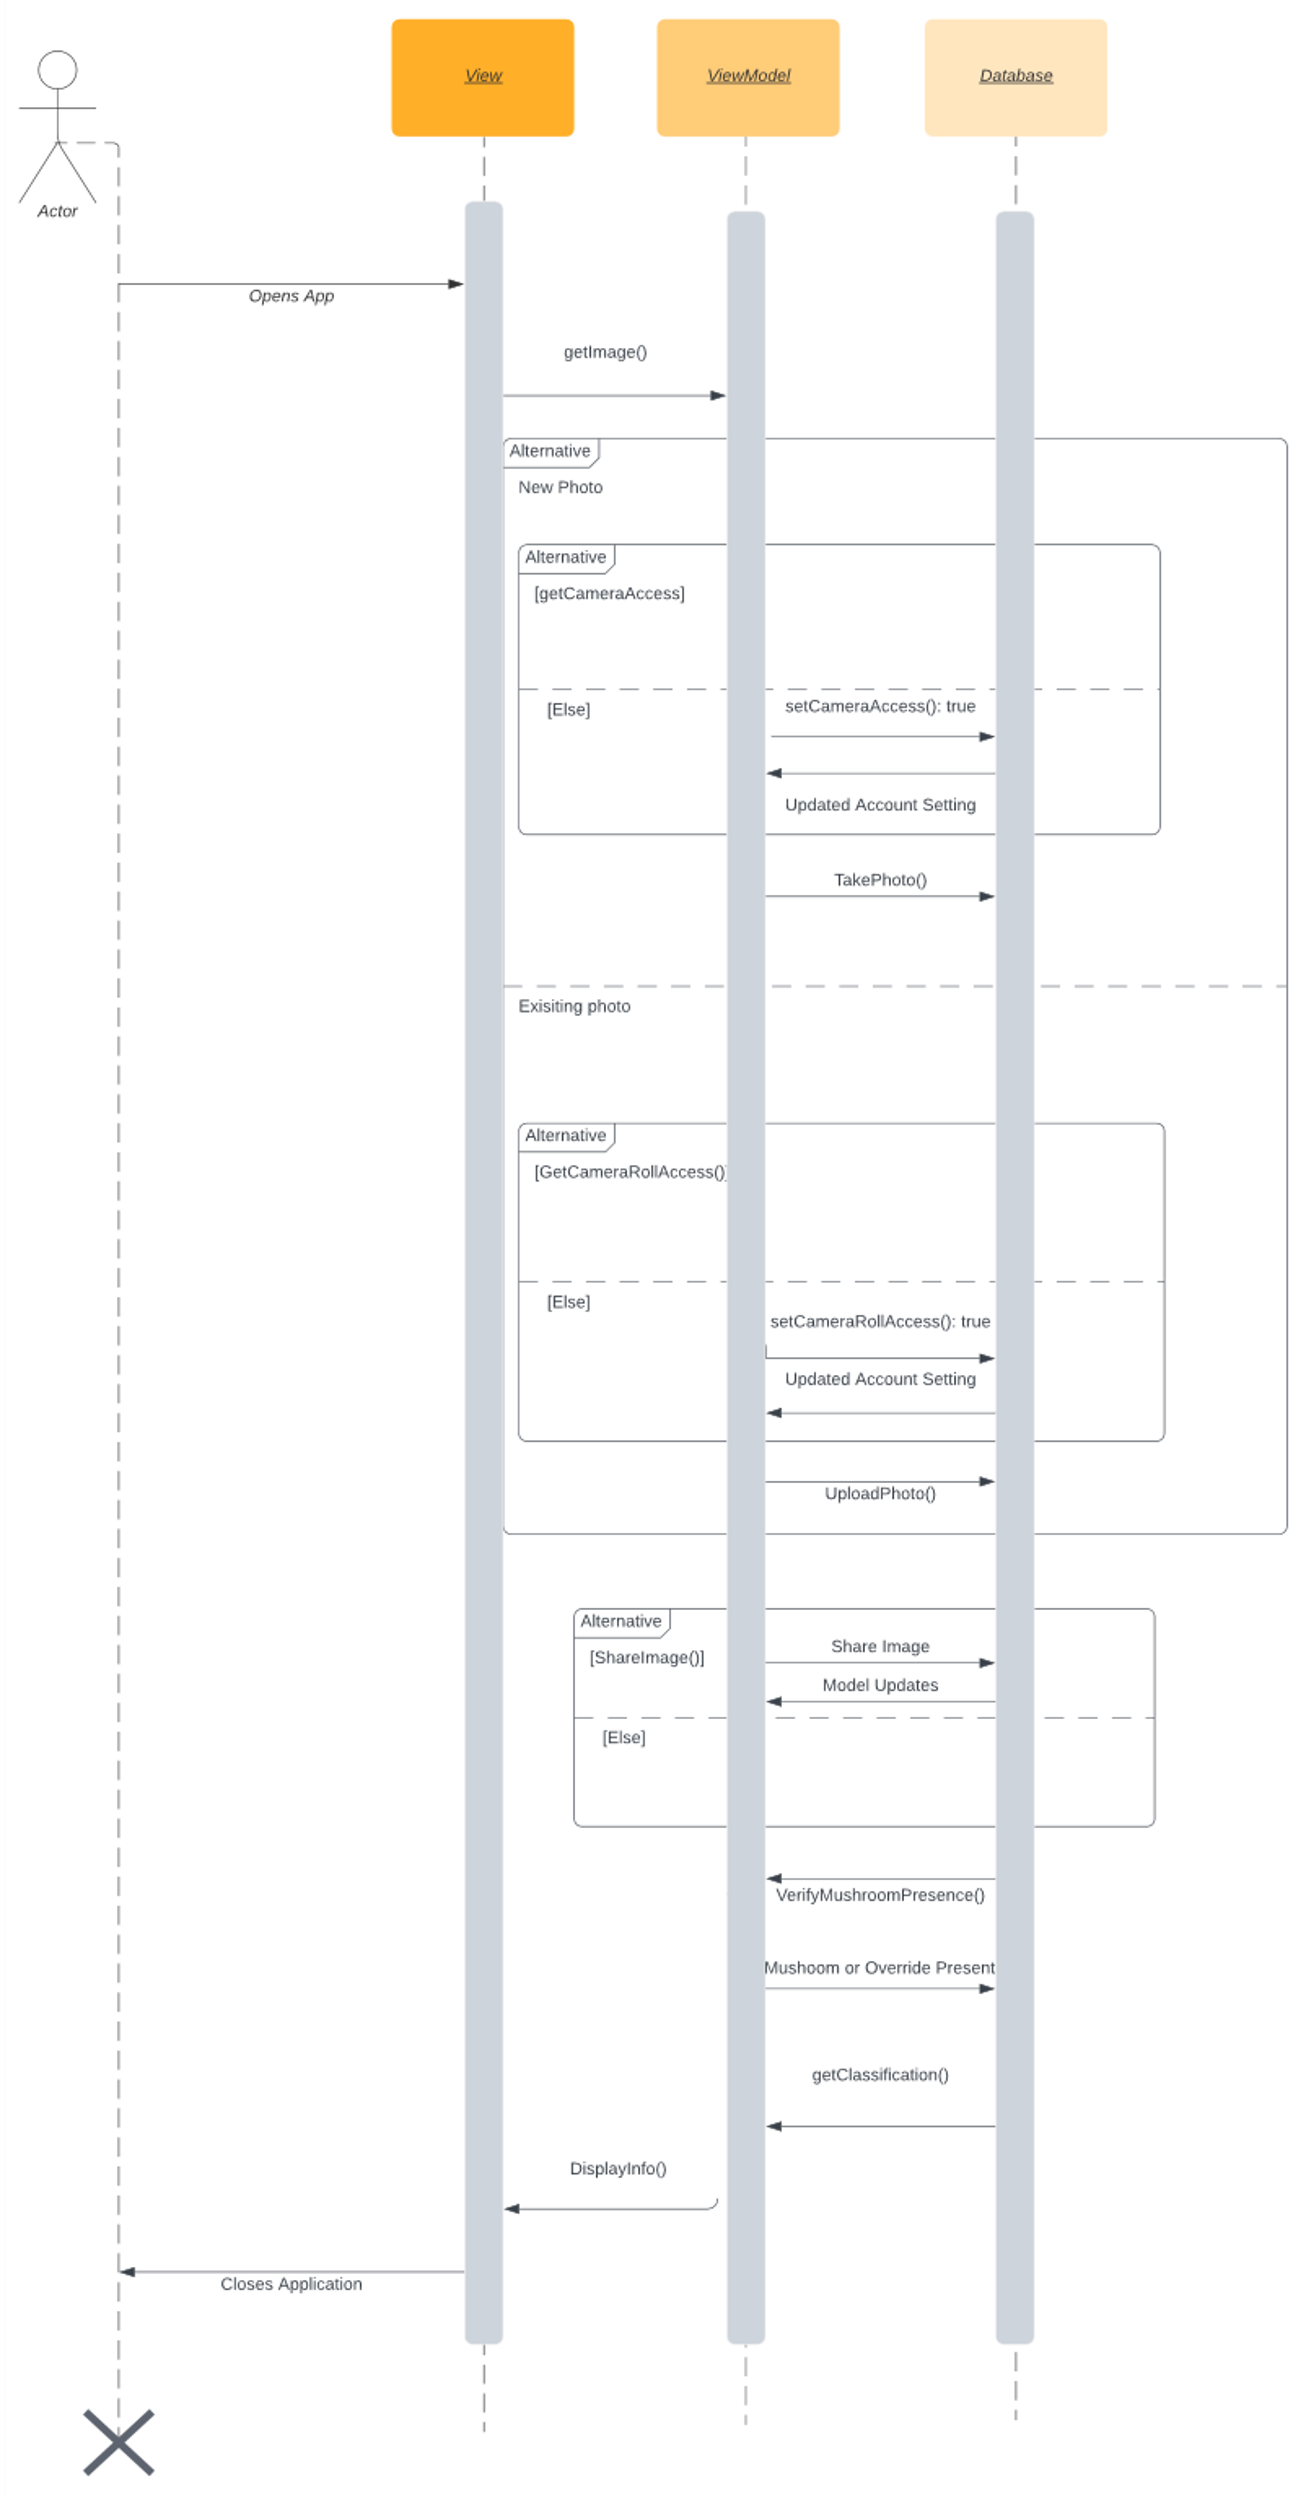 View
ViewModel
Database
Actor
Opens App
getImage()
Alternative
New Photo
Alternative
[getCameraAccess]
[Else]
setCameraAccess(): true
Updated Account Setting
TakePhoto()
Exisiting photo
Alternative
[GetCameraRollAccess()]
[Else]
setCameraRollAccess(): true
Updated Account Setting
UploadPhoto()
Alternative
[ShareImage()]
Share Image
Model Updates
[Else]
VerifyMushroomPresence()
Mushoom or Override Present
getClassification()
DisplayInfo()
Closes Application